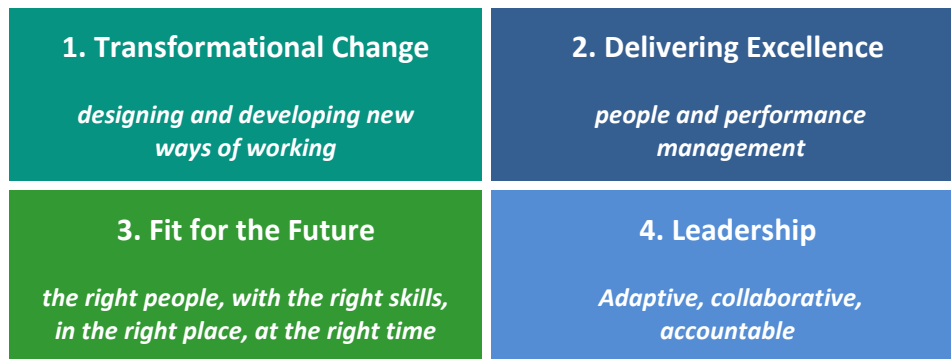 1. Transformational Change
designing and developing new
ways of working
2. Delivering Excellence
people and performance
management
3. Fit for the Future
the right people, with the right skills,
in the right place, at the right time
4. Leadership
Adaptive, collaborative,
accountable